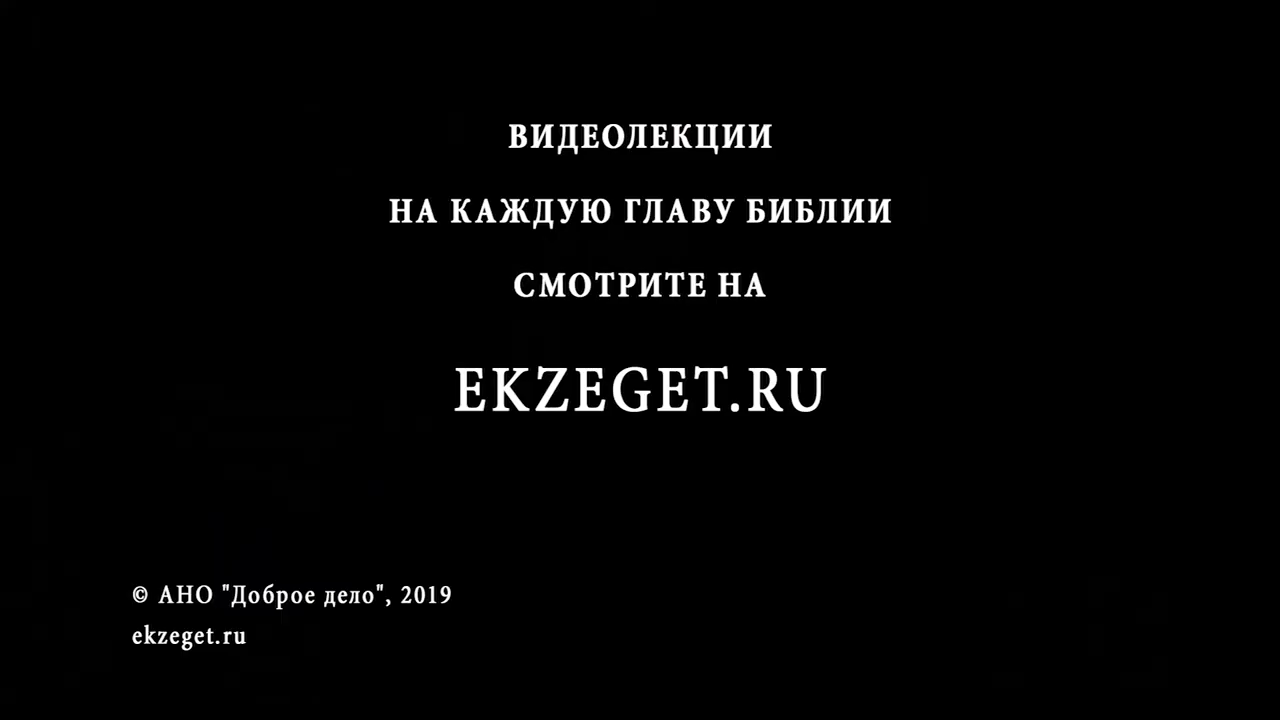 ВИДЕОЛЕКЦИИ
НА КАЖДУЮ ГЛАВУ БИБЛИИ
СМОТРИТЕ НА
EKZEGET.RU
© АНО "Доброе дело", 2019
ekzeget.ru